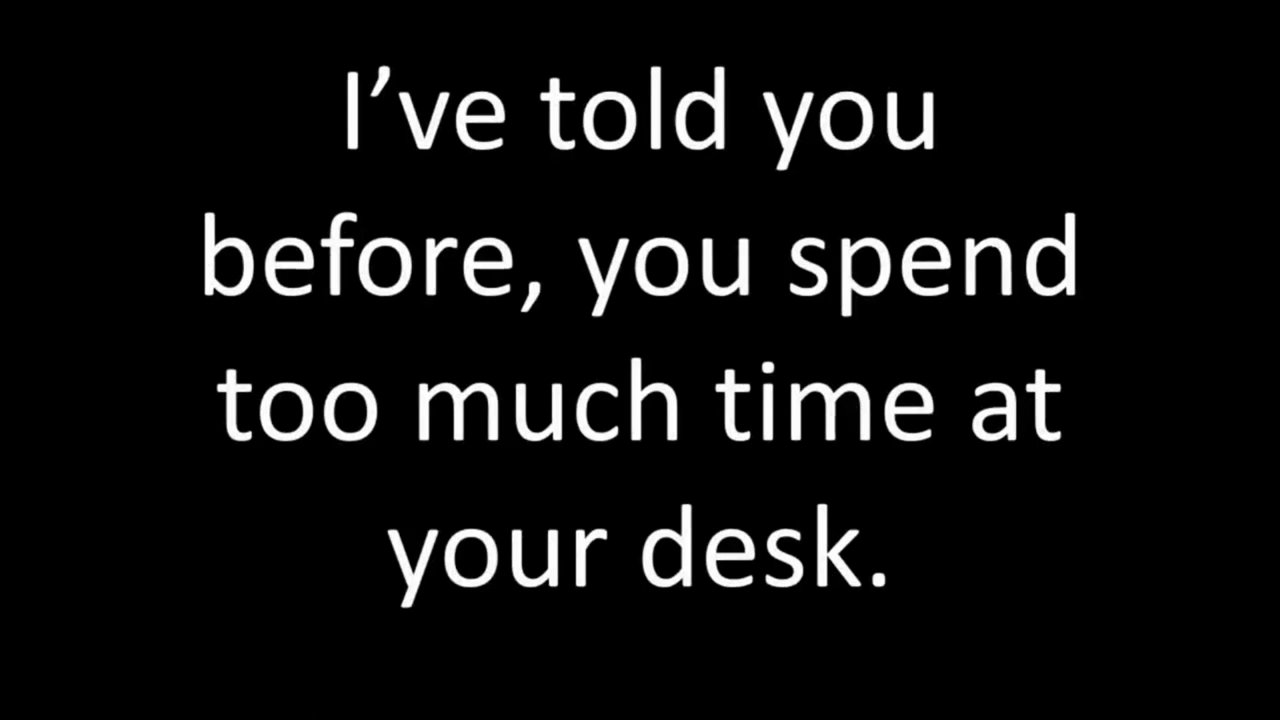 I’ve told you
before, you spend
too much time at
your desk.